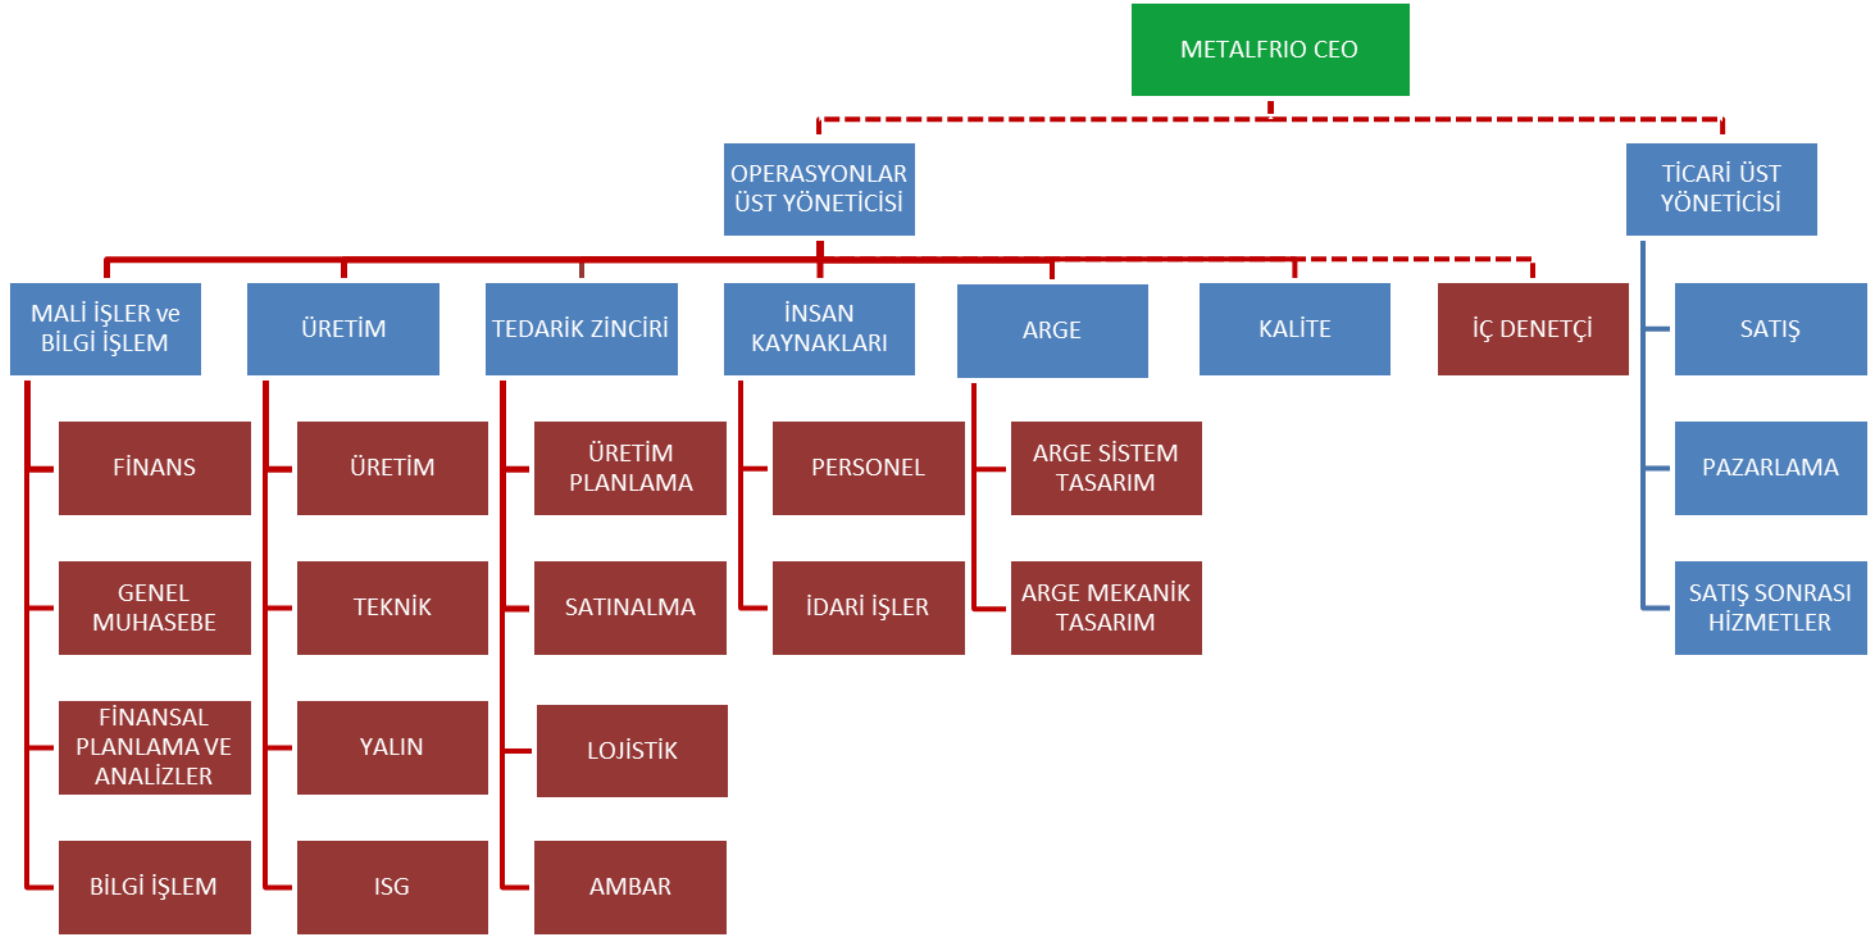 METALFRIO CEO
OPERASYONLAR
ÜST YÖNETİCİSİ
TİCARİ ÜST
YÖNETİCİSİ
MALİ İŞLER ve
BİLGİ İŞLEM
ÜRETİM
TEDARİK ZİNCİRİ
İNSAN
KAYNAKLARI
ARGE
KALİTE
İÇ DENETÇİ
SATIŞ
FİNANS
ÜRETİM
ÜRETİM
PLANLAMA
PERSONEL
ARGE SİSTEM
TASARIM
PAZARLAMA
GENEL
MUHASEBE
TEKNİK
SATINALMA
İDARİ İŞLER
ARGE MEKANİK
TASARIM
SATIŞ SONRASI
HİZMETLER
FİNANSAL
PLANLAMA VE
ANALİZLER
YALIN
LOJİSTİK
BİLGİ İŞLEM
ISG
AMBAR